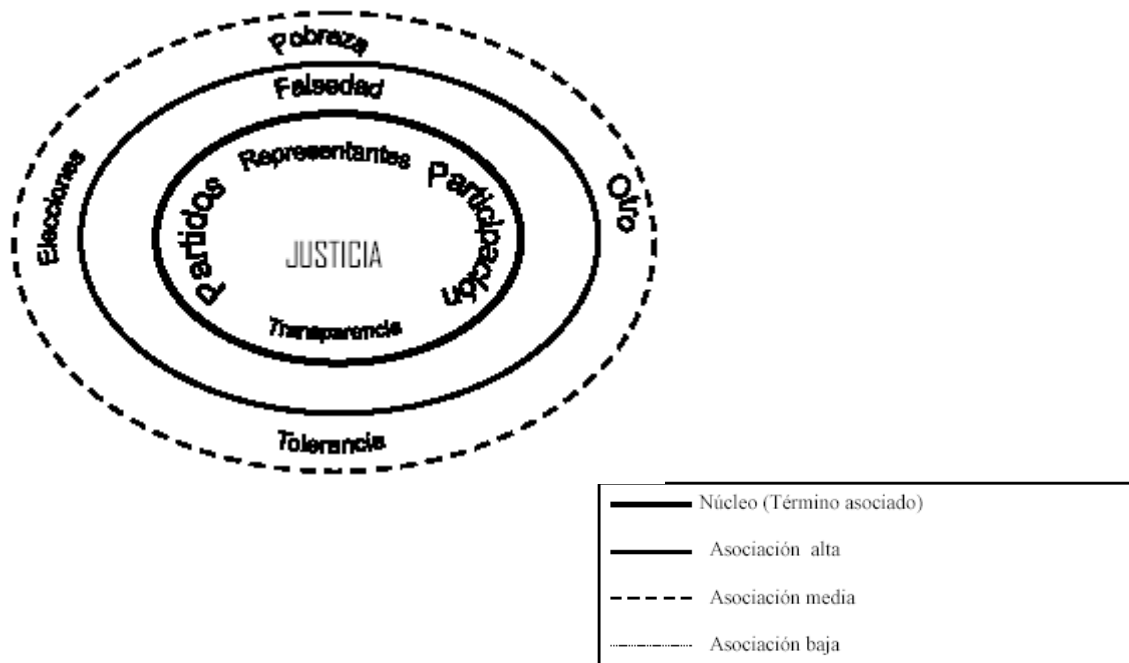 Pobreza
Falsedad
Representantes
Elecciones
Partidos
Participación
Otro
JUSTICIA
Transparencia
Tolerancia
Núcleo (Término asociado)
Asociación alta
Asociación media
Asociación baja